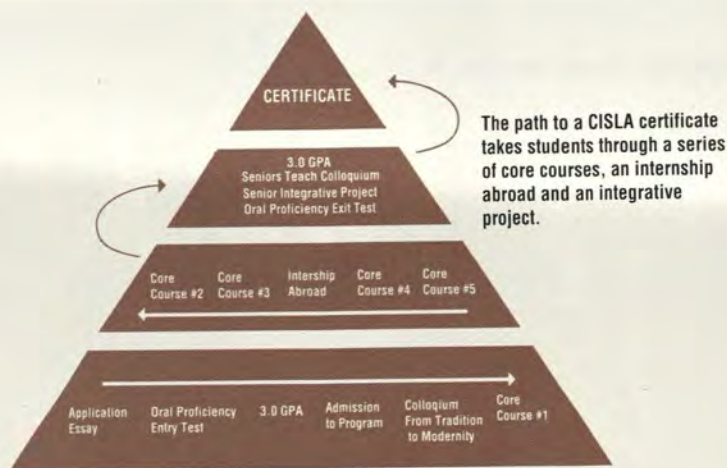 CERTIFICATE
The path to a CISLA certificate
takes students through a series
of core courses, an internship
abroad and an integrative
project.
3.0 GPA
Seniors Teach Colloquium
Senior Integrative Project
Oral Proficiency Exit Test
Core
Course #2
Core
Course #3
Intership
Abroad
Core
Course #4
Core
Course #5
Application
Essay
Oral Proficiency
Entry Test
3.0 GPA
Admission
to Program
Colloqium
From Tradition
to Modernity
Core
Course #1